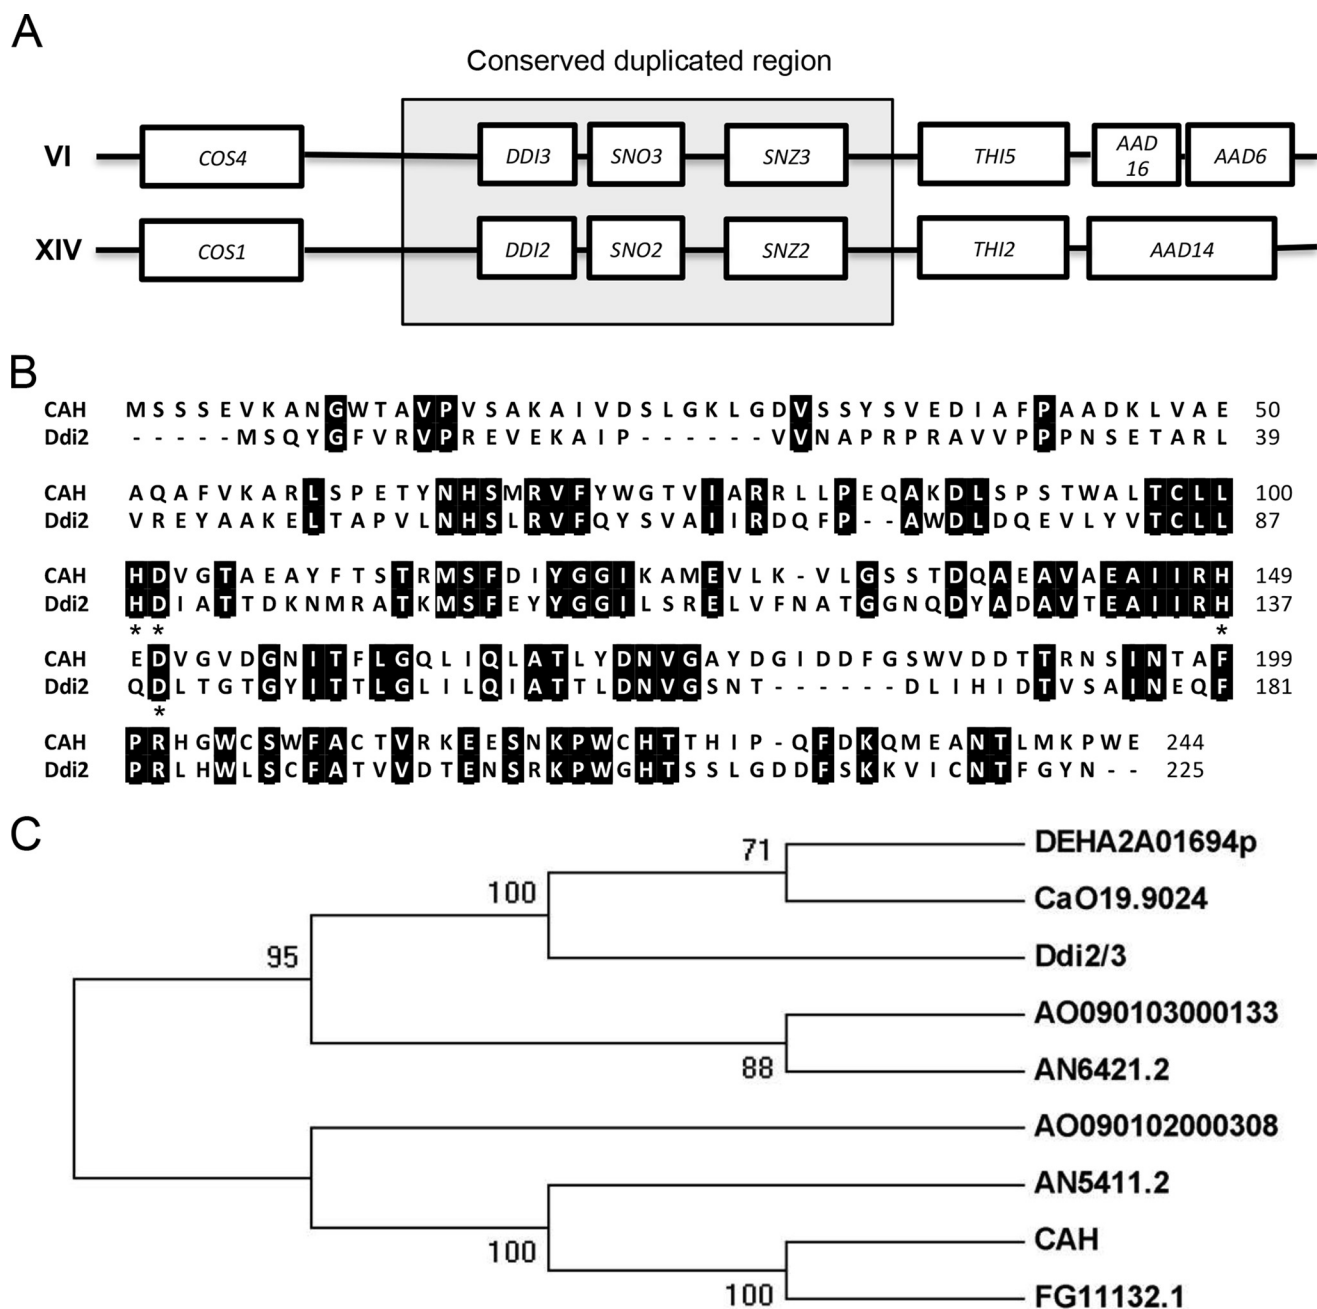 A
Conserved duplicated region
VI COS4 DDI3 SNO3 SNZ3 THI5 AAD 16 AAD6
XIV COS1 DDI2 SNO2 SNZ2 THI2 AAD14
B
CAH M S S S E V K A N G W T A V P V S A K A I V D S L G K L G D V S S Y S V E D I A F P A A D K L V A E 50
Ddi2 - - - - - M S Q Y G F V R V P R E V E K A I P - - - - - - V V N A P R P R A V V P P P N S E T A R L 39
CAH A Q A F V K A R L S P E T Y N H S M R V F Y W G T V I A R R L L P E Q A K D L S P S T W A L T C L L 100
Ddi2 V R E Y A A K E L T A P V L N H S L R V F Q Y S V A I I R D Q F P - - A W D L D Q E V L Y V T C L L 87
CAH H D V G T A E A Y F T S T R M S F D I Y G G I K A M E V L K - V L G S S T D Q A E A V A E A I I R H 149
Ddi2 H D I A T T D K N M R A T K M S F E Y Y G G I L S R E L V F N A T G G N Q D Y A D A V T E A I I R H 137
* * *
CAH E D V G V D G N I T F L G Q L I Q L A T L Y D N V G A Y D G I D D F G S W V D D T T R N S I N T A F 199
Ddi2 Q D L T G T G Y I T T L G L I L Q I A T T L D N V G S N T - - - - - - D L I H I D T V S A I N E Q F 181
*
CAH P R H G W C S W F A C T V R K E E S N K P W C H T T H I P - Q F D K Q M E A N T L M K P W E 244
Ddi2 P R L H W L S C F A T V V D T E N S R K P W G H T S S L G D D F S K K V I C N T F G Y N - - 225
C
71 DEHA2A01694p
100 CaO19.9024
95 Ddi2/3
AO090103000133
88 AN6421.2
AO090102000308
AN5411.2
100 CAH
100 FG11132.1